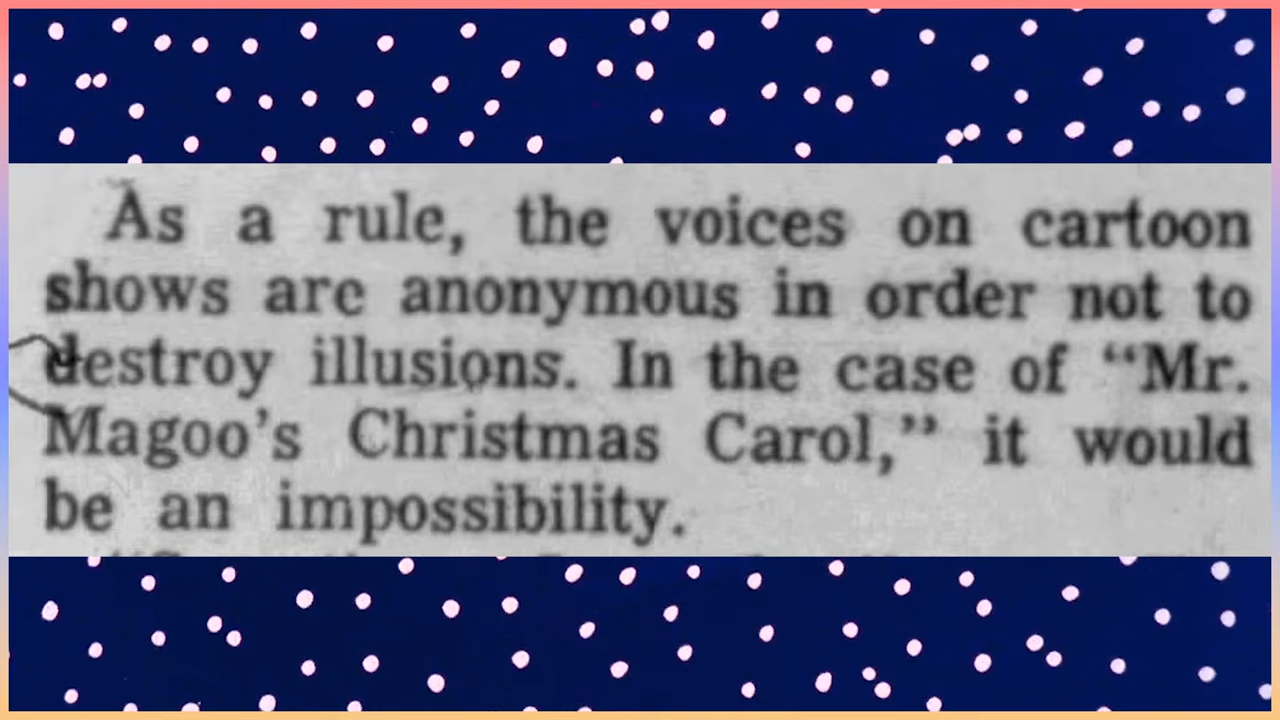 As a rule, the voices on cartoon
shows are anonymous in order not to
destroy illusions. In the case of “Mr.
Magoo’s Christmas Carol,” it would
be an impossibility.